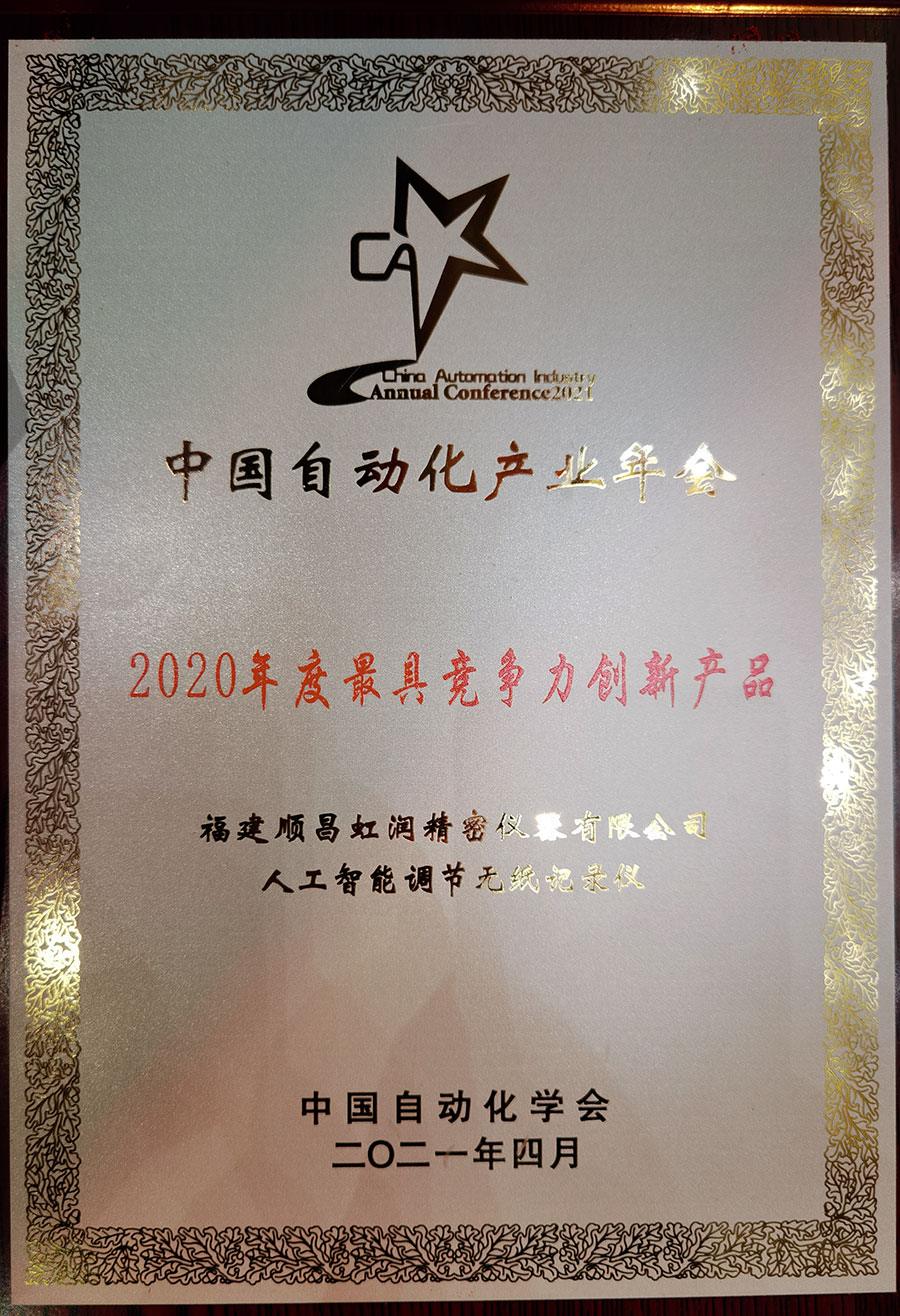 CA
China Automation Industry
Annual Conference2021
中国自动化产业年会
2020年度最具竞争力创新产品
福建顺昌虹润精密仪器有限公司
人工智能调节无纸记录仪
中国自动化学会
二〇二一年四月